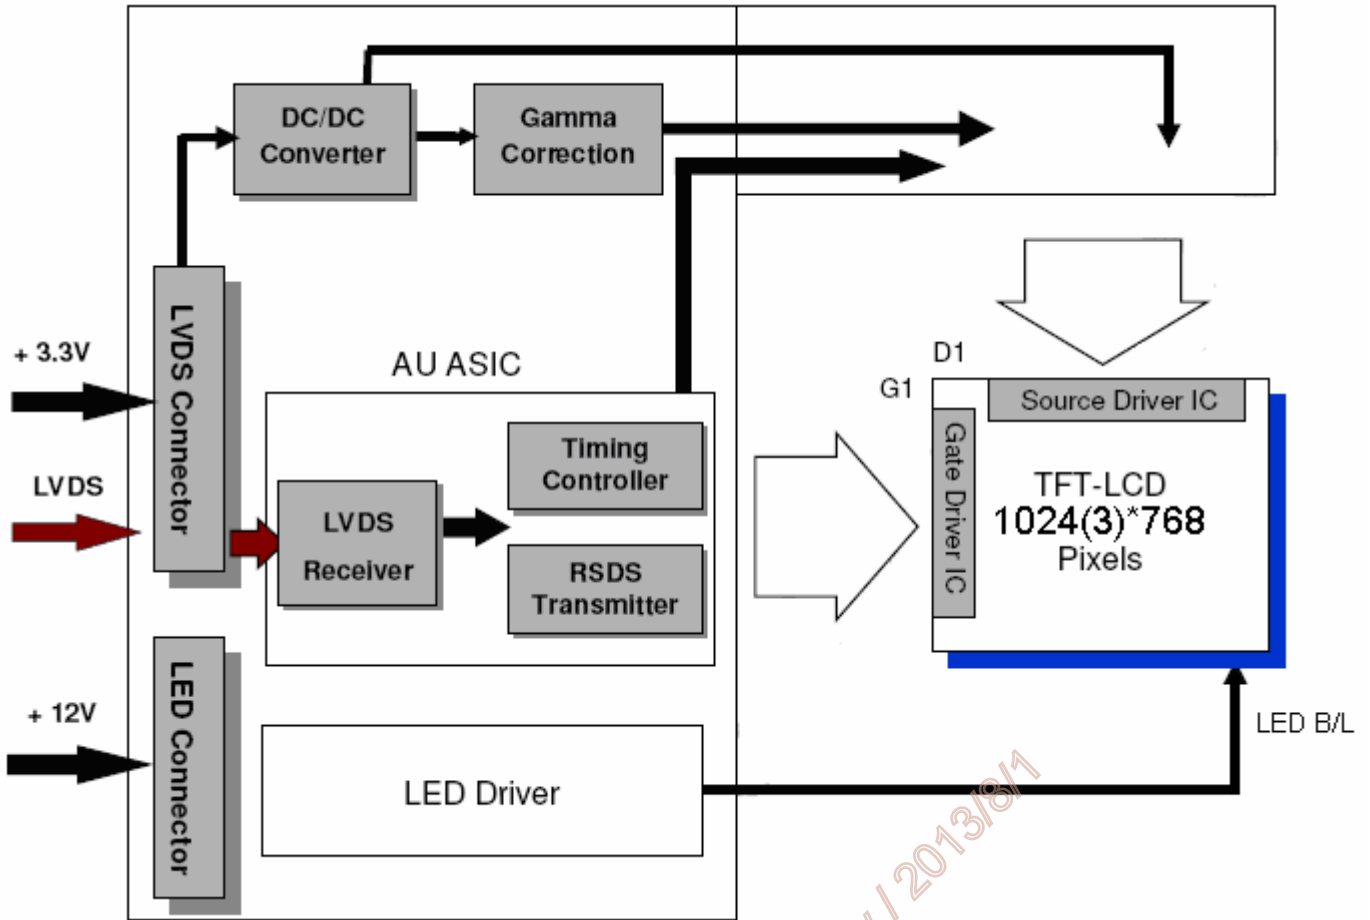 DC/DC
Converter
Gamma
Correction
LVDS Connector
+ 3.3V
AU ASIC
D1
G1
Source Driver IC
Gate Driver IC
Timing
Controller
LVDS
LVDS
Receiver
TFT-LCD
1024(3)*768
Pixels
RSDS
Transmitter
LED Connector
+ 12V
LED Driver
LED B/L
/ 2013/8/1